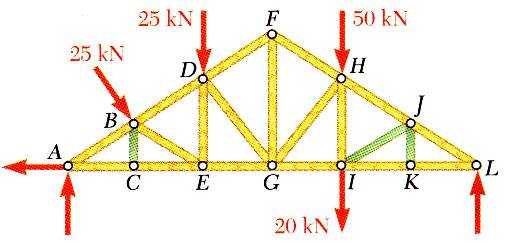 25 kN F 50 kN
25 kN
D H
B J
A
C E G I K L
20 kN